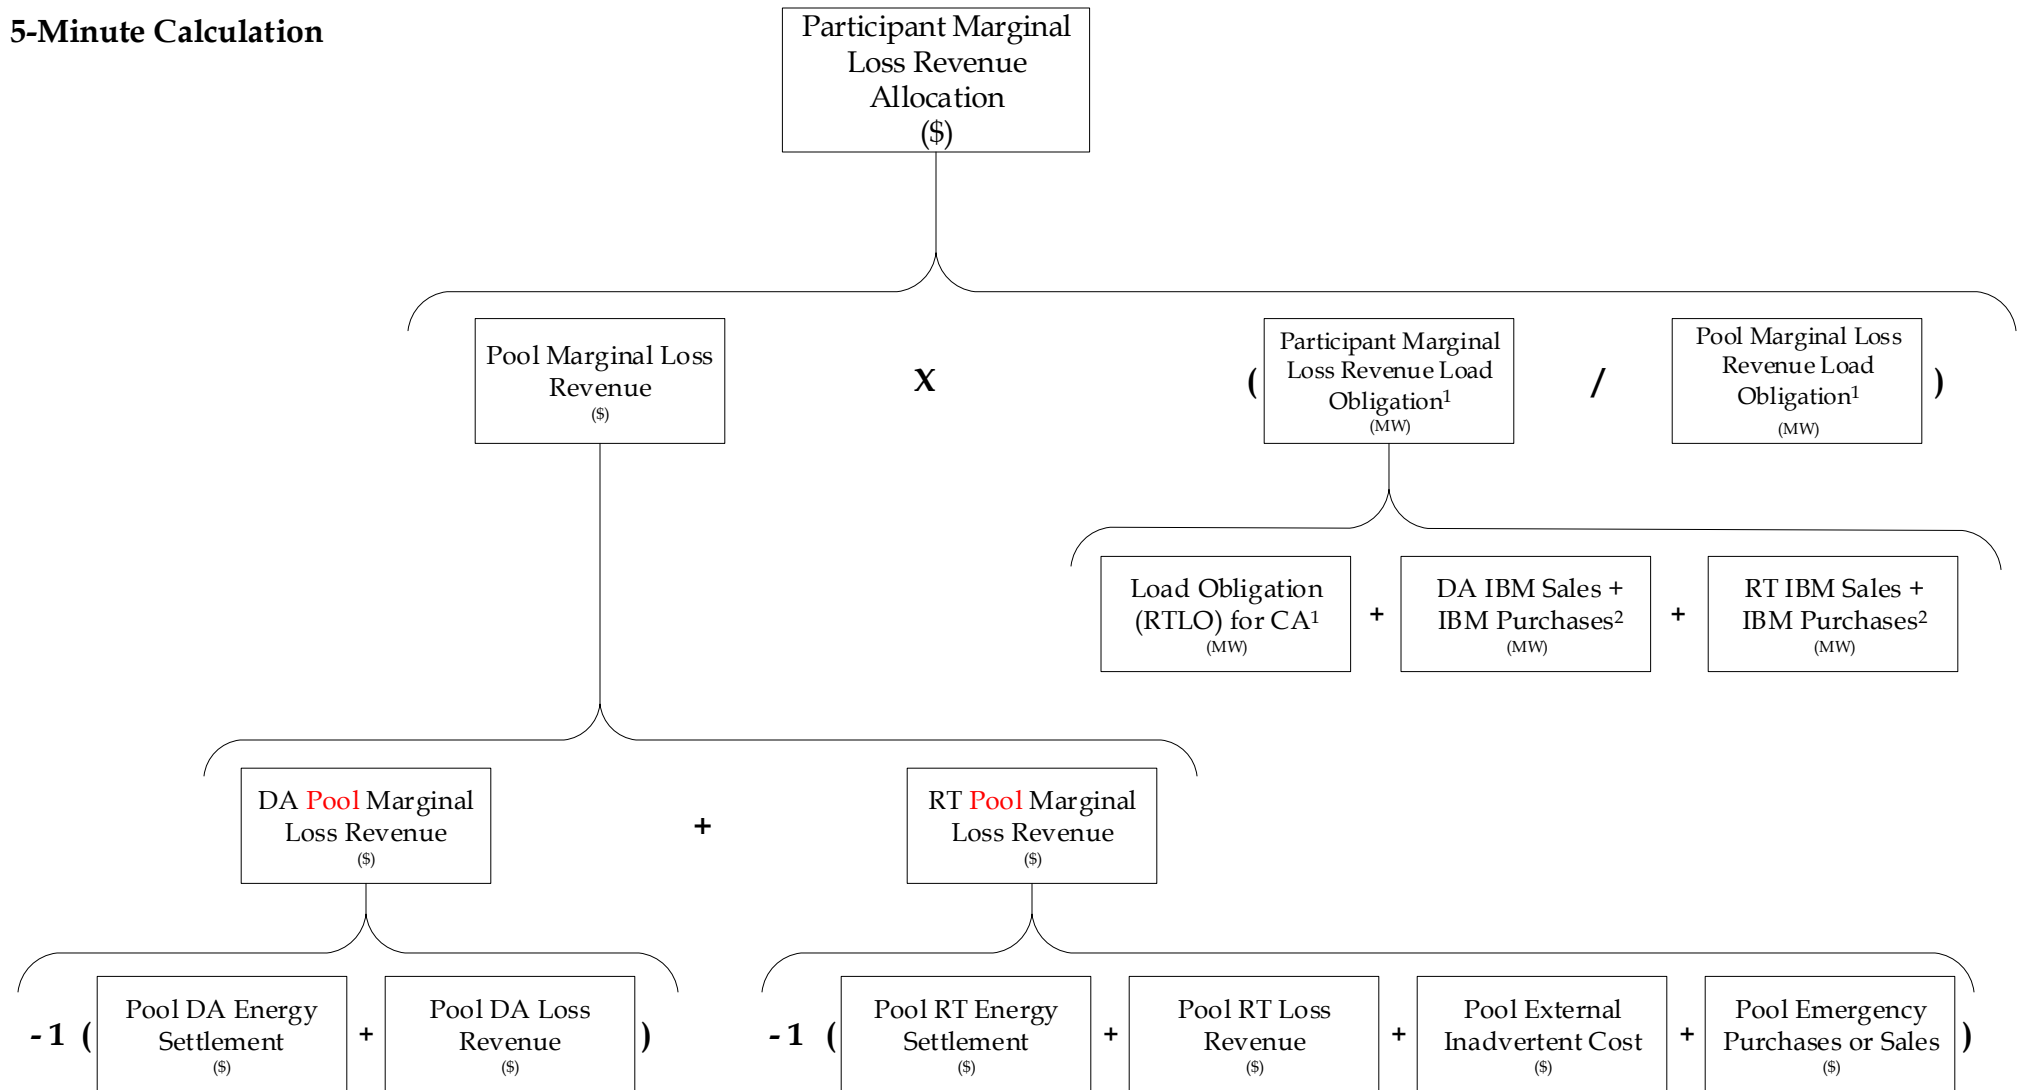 5-Minute Calculation
Participant Marginal
Loss Revenue
Allocation
($)
Pool Marginal Loss
Revenue
($)
X
(
Participant Marginal
Loss Revenue Load
Obligation¹
(MW)
/
Pool Marginal Loss
Revenue Load
Obligation¹
(MW)
)
Load Obligation
(RTLO) for CA¹
(MW)
+
DA IBM Sales +
IBM Purchases²
(MW)
+
RT IBM Sales +
IBM Purchases²
(MW)
DA Pool Marginal
Loss Revenue
($)
+
RT Pool Marginal
Loss Revenue
($)
-1 (
Pool DA Energy
Settlement
($)
+
Pool DA Loss
Revenue
($)
)
-1 (
Pool RT Energy
Settlement
($)
+
Pool RT Loss
Revenue
($)
+
Pool External
Inadvertent Cost
($)
+
Pool Emergency
Purchases or Sales
($)
)